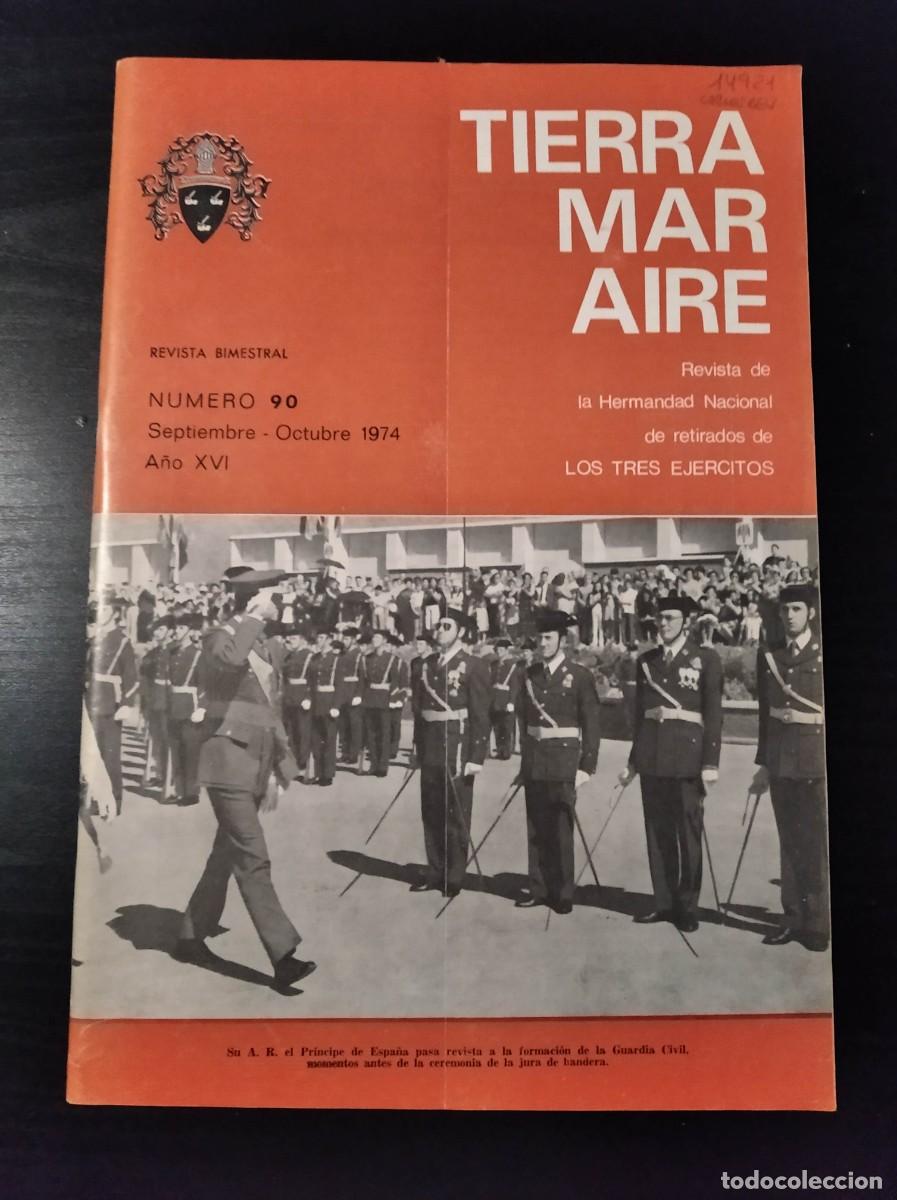 14921
TIERRA
MAR
AIRE
REVISTA BIMESTRAL
NUMERO 90
Septiembre - Octubre 1974
Año XVI
Revista de
la Hermandad Nacional
de retirados de
LOS TRES EJERCITOS
Su A. R. el Príncipe de España pasa revista a la formación de la Guardia Civil,
momentos antes de la ceremonia de la jura de bandera.
todocoleccion